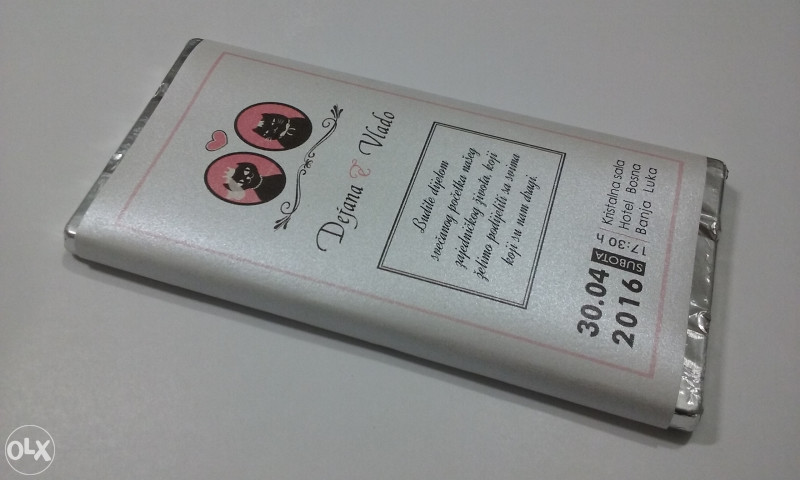 Dejana & Vlado
Budite dijelom
svečanog početka našeg
zajedničkog života, koji
želimo podijeliti sa svima
koji su nam dragi.
30.04
2016
SUBOTA
17:30 h
Kristalna sala
Hotel Bosna
Banja Luka
OLX